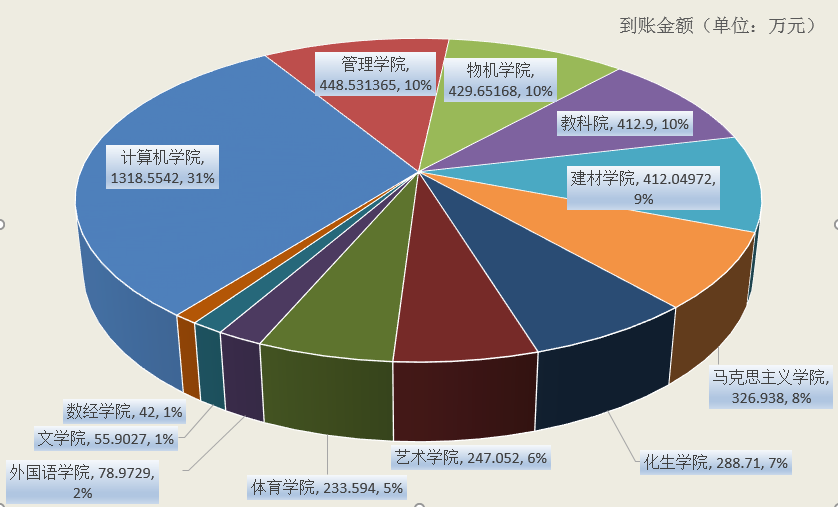 到账金额（单位：万元）
管理学院,
448.531365, 10%
物机学院,
429.65168, 10%
教科院, 412.9, 10%
建材学院, 412.04972,
9%
马克思主义学院,
326.938, 8%
化生学院, 288.71, 7%
艺术学院, 247.052, 6%
体育学院, 233.594, 5%
外国语学院, 78.9729,
2%
文学院, 55.9027, 1%
数经学院, 42, 1%
计算机学院,
1318.5542, 31%